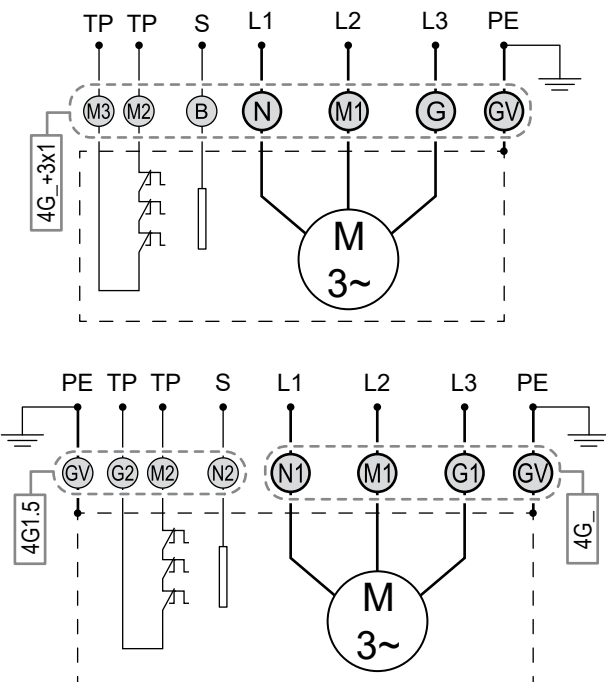 TP TP S L1 L2 L3 PE
M3 M2 B N M1 G GV
4G_+3x1
M
3~
PE TP TP S L1 L2 L3 PE
GV G2 M2 N2 N1 M1 G1 GV
4G1.5
4G_
M
3~